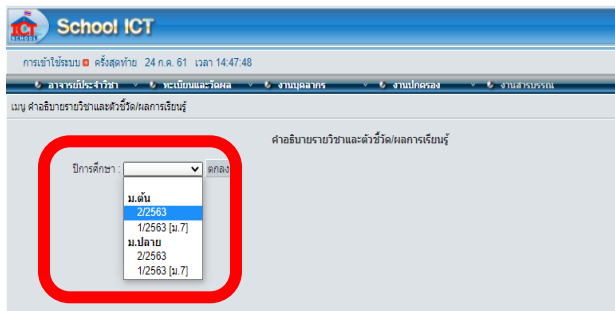 School ICT
SCHOOL
การเข้าใช้ระบบ ครั้งสุดท้าย 24 ก.ค. 61 เวลา 14:47:48
อาจารย์ประจำวิชา ทะเบียนและวัดผล งานบุคลากร งานปกครอง งานสารบรรณ
เมนู คำอธิบายรายวิชาและตัวชี้วัด/ผลการเรียนรู้
คำอธิบายรายวิชาและตัวชี้วัด/ผลการเรียนรู้
ปีการศึกษา : ตกลง
ม.ต้น
2/2563
1/2563 [ม.7]
ม.ปลาย
2/2563
1/2563 [ม.7]